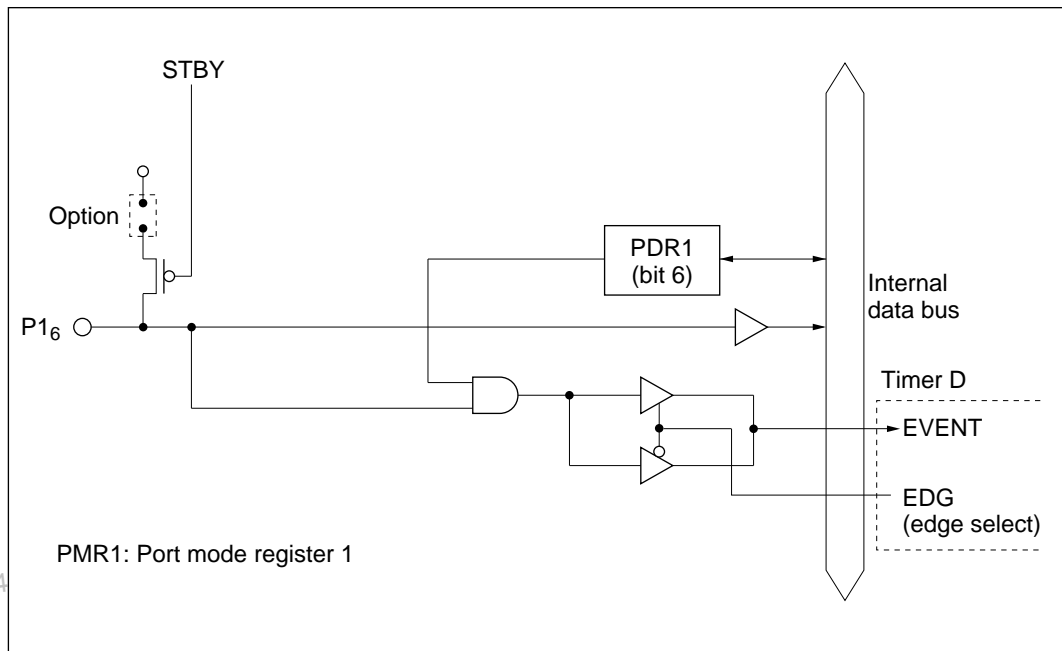 STBY
Option
PDR1
(bit 6)
Internal
data bus
P1₆
Timer D
EVENT
EDG
(edge select)
PMR1: Port mode register 1